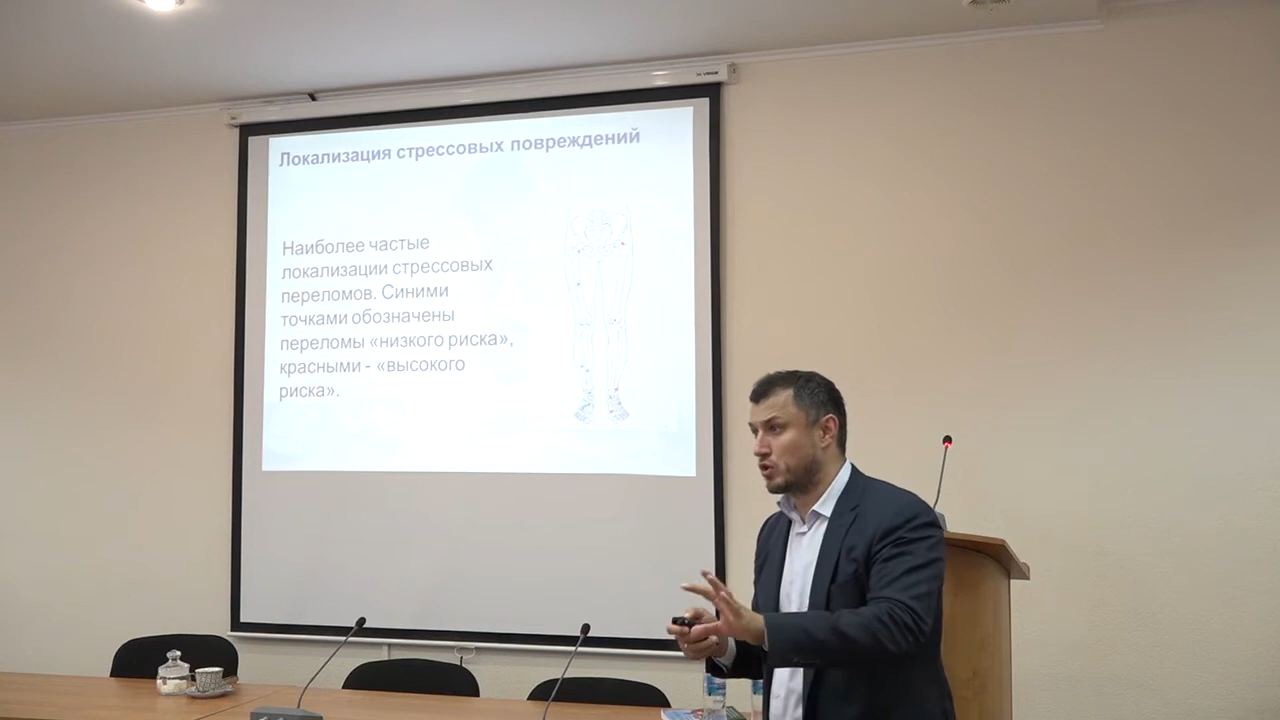 Локализация стрессовых повреждений
Наиболее частые
локализации стрессовых
переломов. Синими
точками обозначены
переломы «низкого риска»,
красными - «высокого
риска».